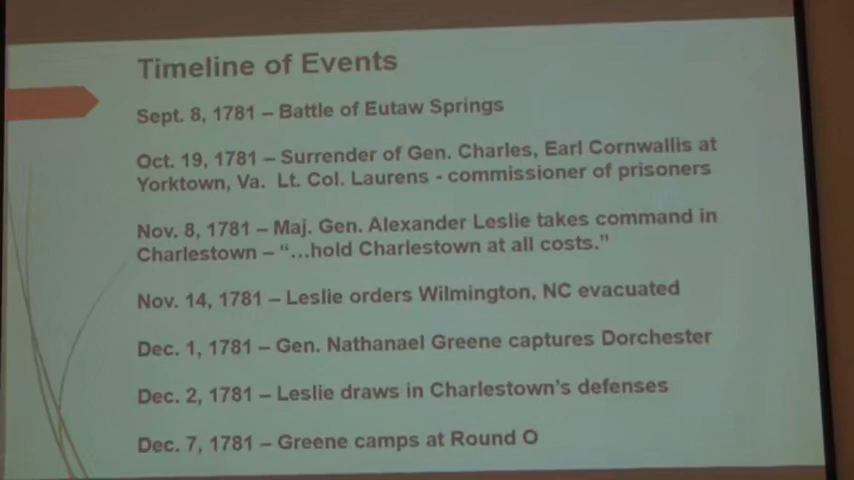 Timeline of Events
Sept. 8, 1781 – Battle of Eutaw Springs
Oct. 19, 1781 – Surrender of Gen. Charles, Earl Cornwallis at
Yorktown, Va. Lt. Col. Laurens - commissioner of prisoners
Nov. 8, 1781 – Maj. Gen. Alexander Leslie takes command in
Charlestown – “...hold Charlestown at all costs.”
Nov. 14, 1781 – Leslie orders Wilmington, NC evacuated
Dec. 1, 1781 – Gen. Nathanael Greene captures Dorchester
Dec. 2, 1781 – Leslie draws in Charlestown’s defenses
Dec. 7, 1781 – Greene camps at Round O